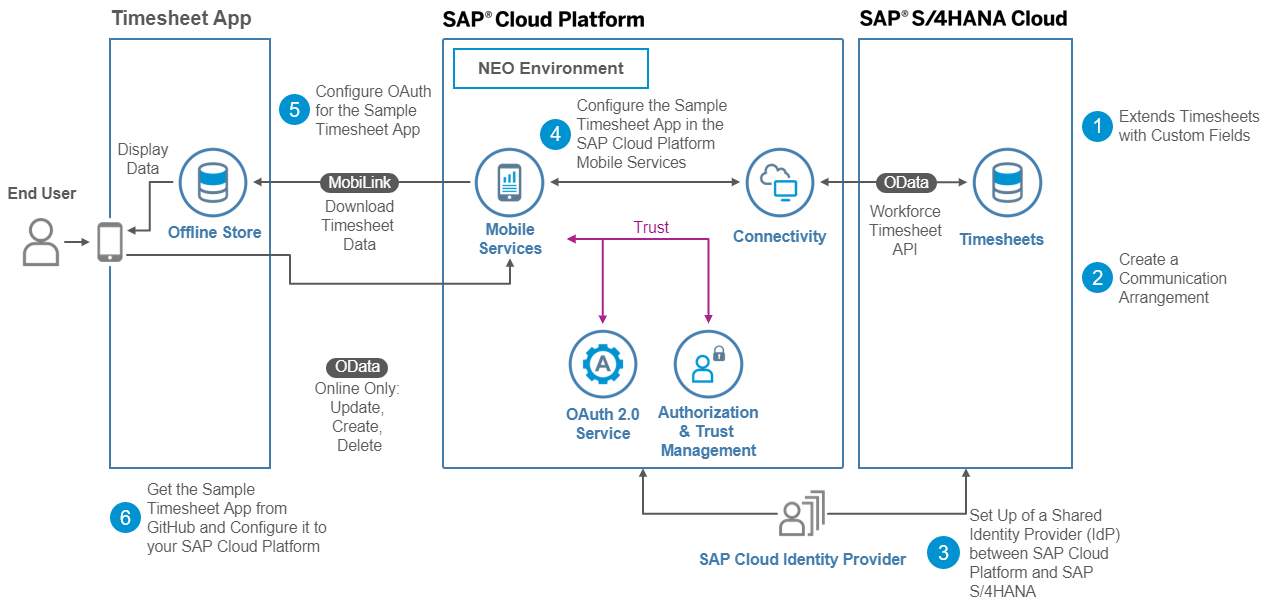 Timesheet App
SAP® Cloud Platform
SAP® S/4HANA Cloud
NEO Environment
5
Configure OAuth
for the Sample
Timesheet App
4
Configure the Sample
Timesheet App in the
SAP Cloud Platform
Mobile Services
1
Extends Timesheets
with Custom Fields
Display
Data
End User
Offline Store
MobiLink
Download
Timesheet
Data
Mobile
Services
Trust
Connectivity
OData
Workforce
Timesheet
API
Timesheets
2
Create a
Communication
Arrangement
OData
Online Only:
Update,
Create,
Delete
A
OAuth 2.0
Service
Authorization
& Trust
Management
6
Get the Sample
Timesheet App from
GitHub and Configure it to
your SAP Cloud Platform
SAP Cloud Identity Provider
3
Set Up of a Shared
Identity Provider (IdP)
between SAP Cloud
Platform and SAP
S/4HANA